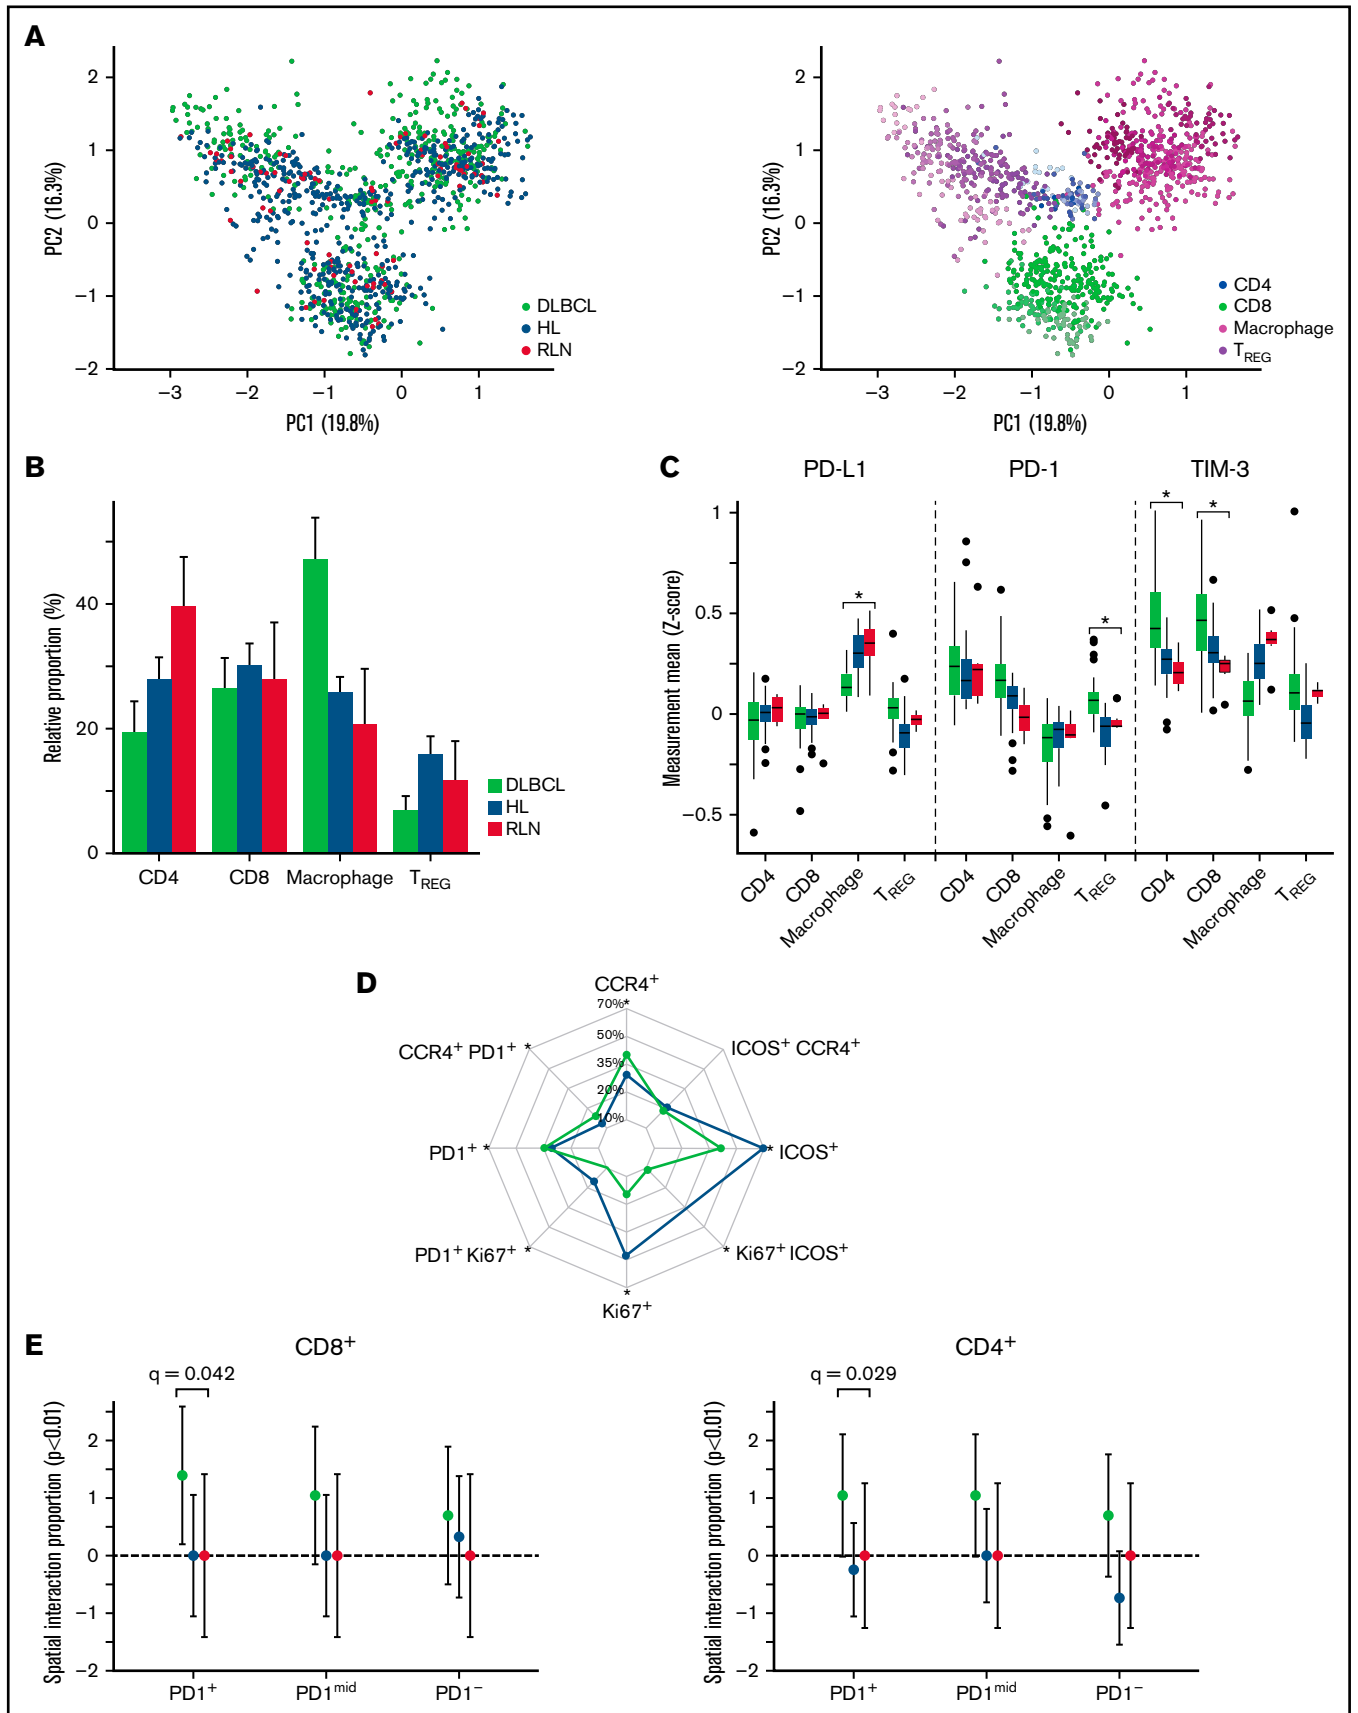 A
PC2 (16.3%)
2
1
0
−1
−2
−3
−2
−1
0
1
PC1 (19.8%)
DLBCL
HL
RLN
PC2 (16.3%)
2
1
0
−1
−2
−3
−2
−1
0
1
PC1 (19.8%)
CD4
CD8
Macrophage
TREG
B
Relative proportion (%)
40
20
0
CD4
CD8
Macrophage
TREG
DLBCL
HL
RLN
C
PD-L1
PD-1
TIM-3
Measurement mean (Z-score)
1
0.5
0
−0.5
*
*
*
*
CD4
CD8
Macrophage
TREG
CD4
CD8
Macrophage
TREG
CD4
CD8
Macrophage
TREG
D
CCR4+
70%*
50%
35%
20%
10%
CCR4+ PD1+ *
ICOS+ CCR4+
PD1+ *
* ICOS+
PD1+ Ki67+ *
* Ki67+ ICOS+
*
Ki67+
E
CD8+
q = 0.042
Spatial interaction proportion (p<0.01)
2
1
0
−1
−2
PD1+
PD1mid
PD1−
CD4+
q = 0.029
Spatial interaction proportion (p<0.01)
2
1
0
−1
−2
PD1+
PD1mid
PD1−